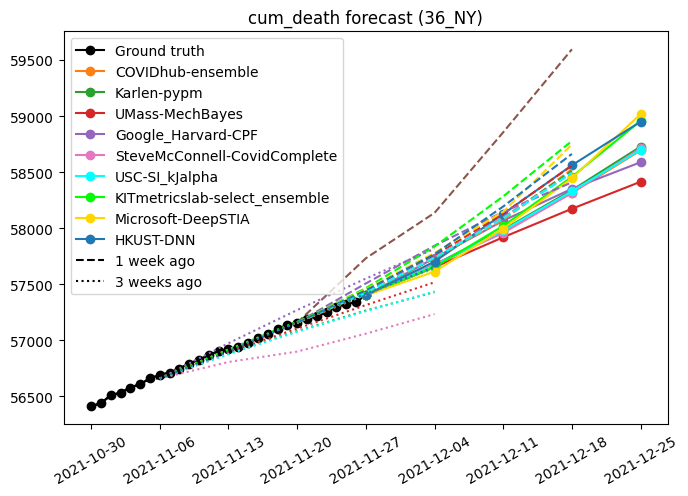 cum_death forecast (36_NY)
Ground truth
COVIDhub-ensemble
Karlen-pypm
UMass-MechBayes
Google_Harvard-CPF
SteveMcConnell-CovidComplete
USC-SI_kJalpha
KITmetricslab-select_ensemble
Microsoft-DeepSTIA
HKUST-DNN
1 week ago
3 weeks ago
59500
59000
58500
58000
57500
57000
56500
2021-10-30
2021-11-06
2021-11-13
2021-11-20
2021-11-27
2021-12-04
2021-12-11
2021-12-18
2021-12-25